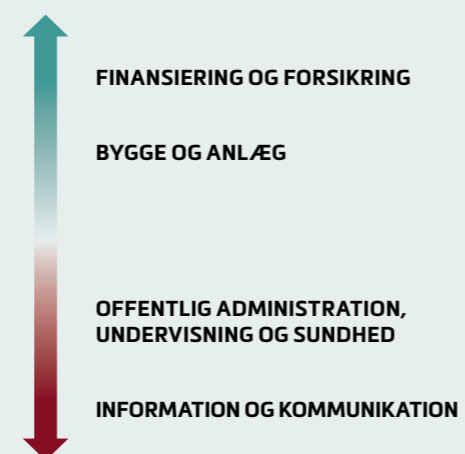 FINANSIERING OG FORSIKRING
BYGGE OG ANLÆG
OFFENTLIG ADMINISTRATION,
UNDERVISNING OG SUNDHED
INFORMATION OG KOMMUNIKATION